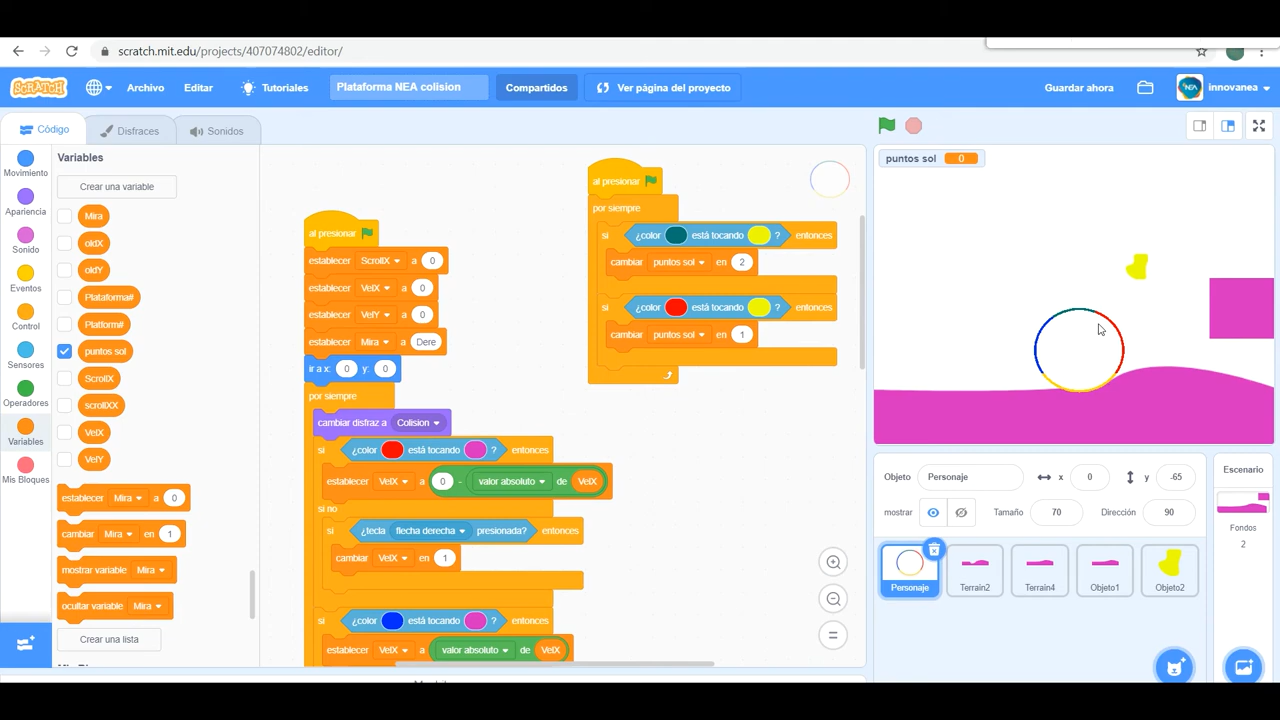 scratch.mit.edu/projects/407074802/editor/
SCRATCH Archivo Editar Tutoriales Plataforma NEA colision Compartidos Ver página del proyecto Guardar ahora NEA innovanea
Código Disfraces Sonidos
Movimiento
Apariencia
Sonido
Eventos
Control
Sensores
Operadores
Variables
Mis Bloques
Variables
Crear una variable
Mira
oldX
oldY
Plataforma#
Platform#
puntos sol
ScrollX
scrollXX
VelX
VelY
establecer Mira a 0
cambiar Mira en 1
mostrar variable Mira
ocultar variable Mira
Crear una lista
al presionar
establecer ScrollX a 0
establecer VelX a 0
establecer VelY a 0
establecer Mira a Dere
ir a x: 0 y: 0
por siempre
cambiar disfraz a Colision
si ¿color está tocando ? entonces
establecer VelX a 0 - valor absoluto de VelX
si no
si ¿tecla flecha derecha presionada? entonces
cambiar VelX en 1
si ¿color está tocando ? entonces
establecer VelX a valor absoluto de VelX
al presionar
por siempre
si ¿color está tocando ? entonces
cambiar puntos sol en 2
si ¿color está tocando ? entonces
cambiar puntos sol en 1
puntos sol 0
Objeto Personaje x 0 y -65
mostrar Tamaño 70 Dirección 90
Personaje Terrain2 Terrain4 Objeto1 Objeto2
Escenario
Fondos
2